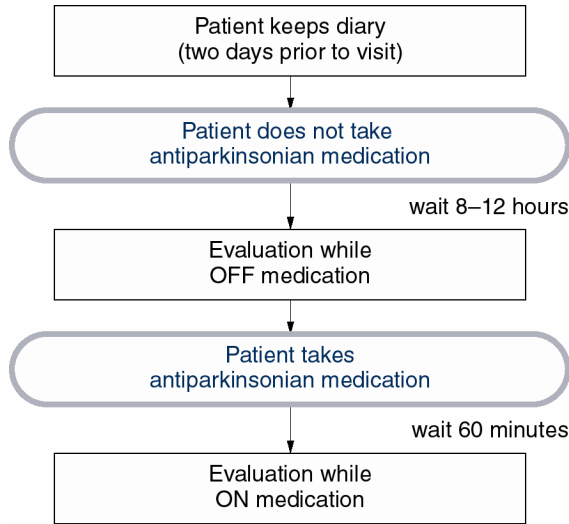 Patient keeps diary
(two days prior to visit)
Patient does not take
antiparkinsonian medication
wait 8–12 hours
Evaluation while
OFF medication
Patient takes
antiparkinsonian medication
wait 60 minutes
Evaluation while
ON medication